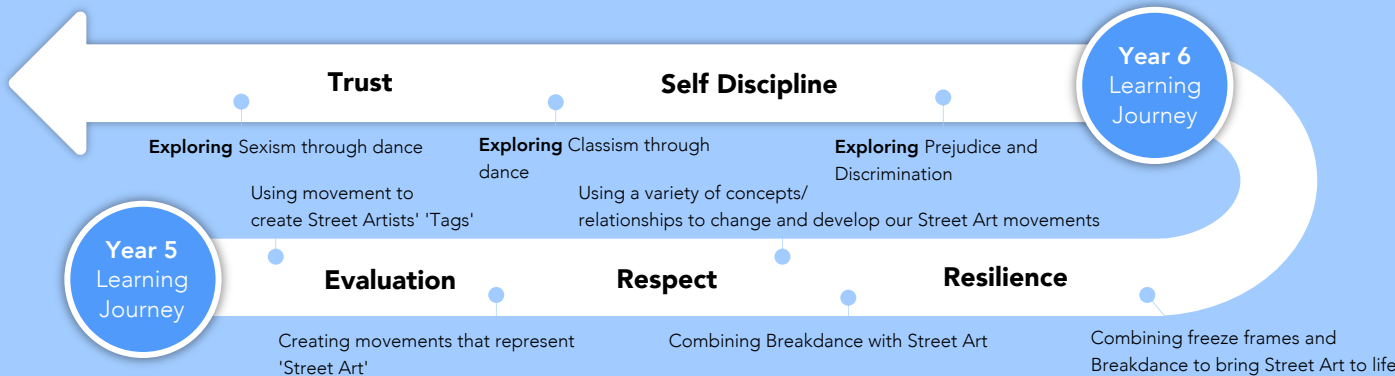 Trust
Self Discipline
Year 6
Learning
Journey
Exploring Sexism through dance
Exploring Classism through
dance
Exploring Prejudice and
Discrimination
Using movement to
create Street Artists' 'Tags'
Using a variety of concepts/
relationships to change and develop our Street Art movements
Year 5
Learning
Journey
Evaluation
Respect
Resilience
Creating movements that represent
'Street Art'
Combining Breakdance with Street Art
Combining freeze frames and
Breakdance to bring Street Art to life